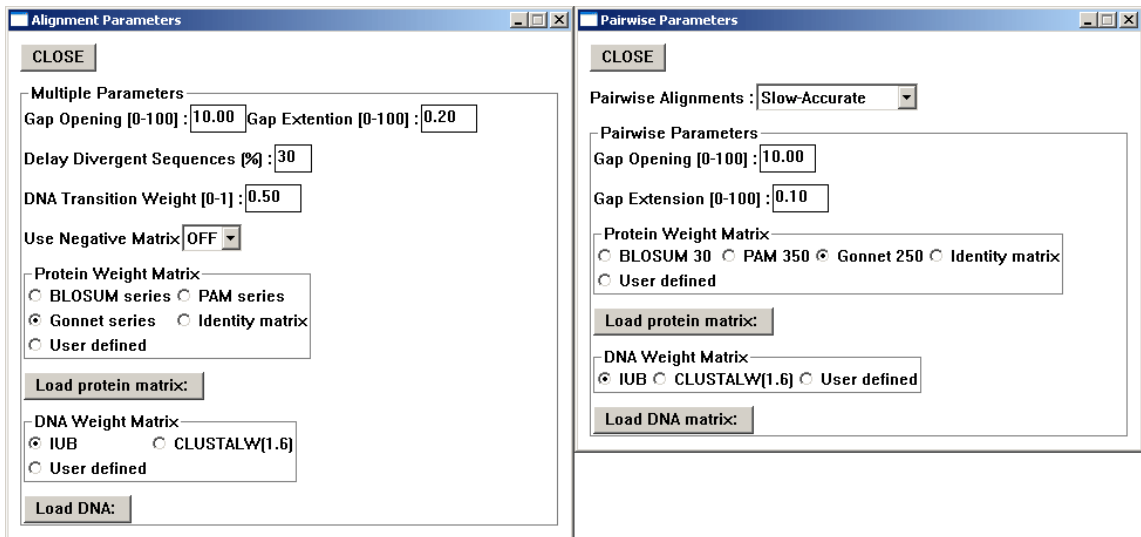 Alignment Parameters
CLOSE
Multiple Parameters
Gap Opening [0-100] : 10.00 Gap Extention [0-100] : 0.20
Delay Divergent Sequences (%) : 30
DNA Transition Weight [0-1] : 0.50
Use Negative Matrix OFF
Protein Weight Matrix
BLOSUM series PAM series
Gonnet series Identity matrix
User defined
Load protein matrix:
DNA Weight Matrix
IUB CLUSTALW(1.6)
User defined
Load DNA:
Pairwise Parameters
CLOSE
Pairwise Alignments : Slow-Accurate
Pairwise Parameters
Gap Opening [0-100] : 10.00
Gap Extension [0-100] : 0.10
Protein Weight Matrix
BLOSUM 30 PAM 350 Gonnet 250 Identity matrix
User defined
Load protein matrix:
DNA Weight Matrix
IUB CLUSTALW(1.6) User defined
Load DNA matrix: